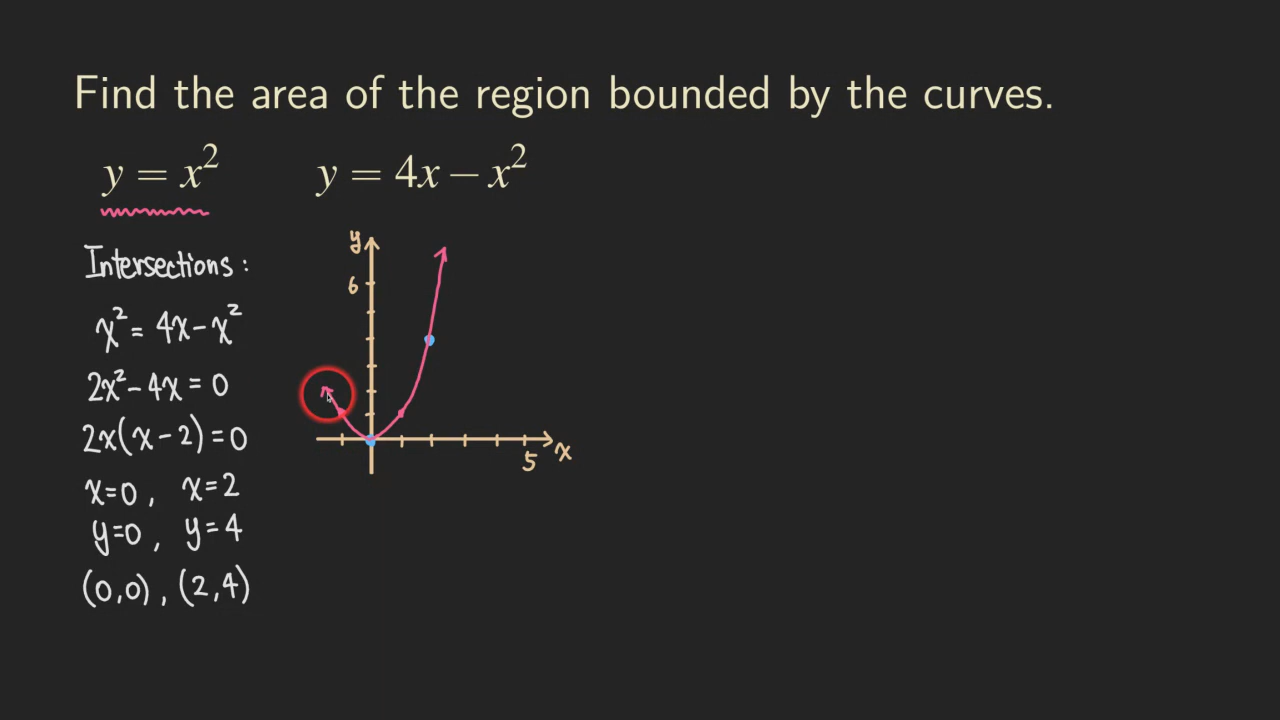 Find the area of the region bounded by the curves.
y = x² y = 4x − x²
Intersections:
x² = 4x − x²
2x² − 4x = 0
2x(x − 2) = 0
x=0, x=2
y=0, y=4
(0,0), (2,4)
y
6
5 x